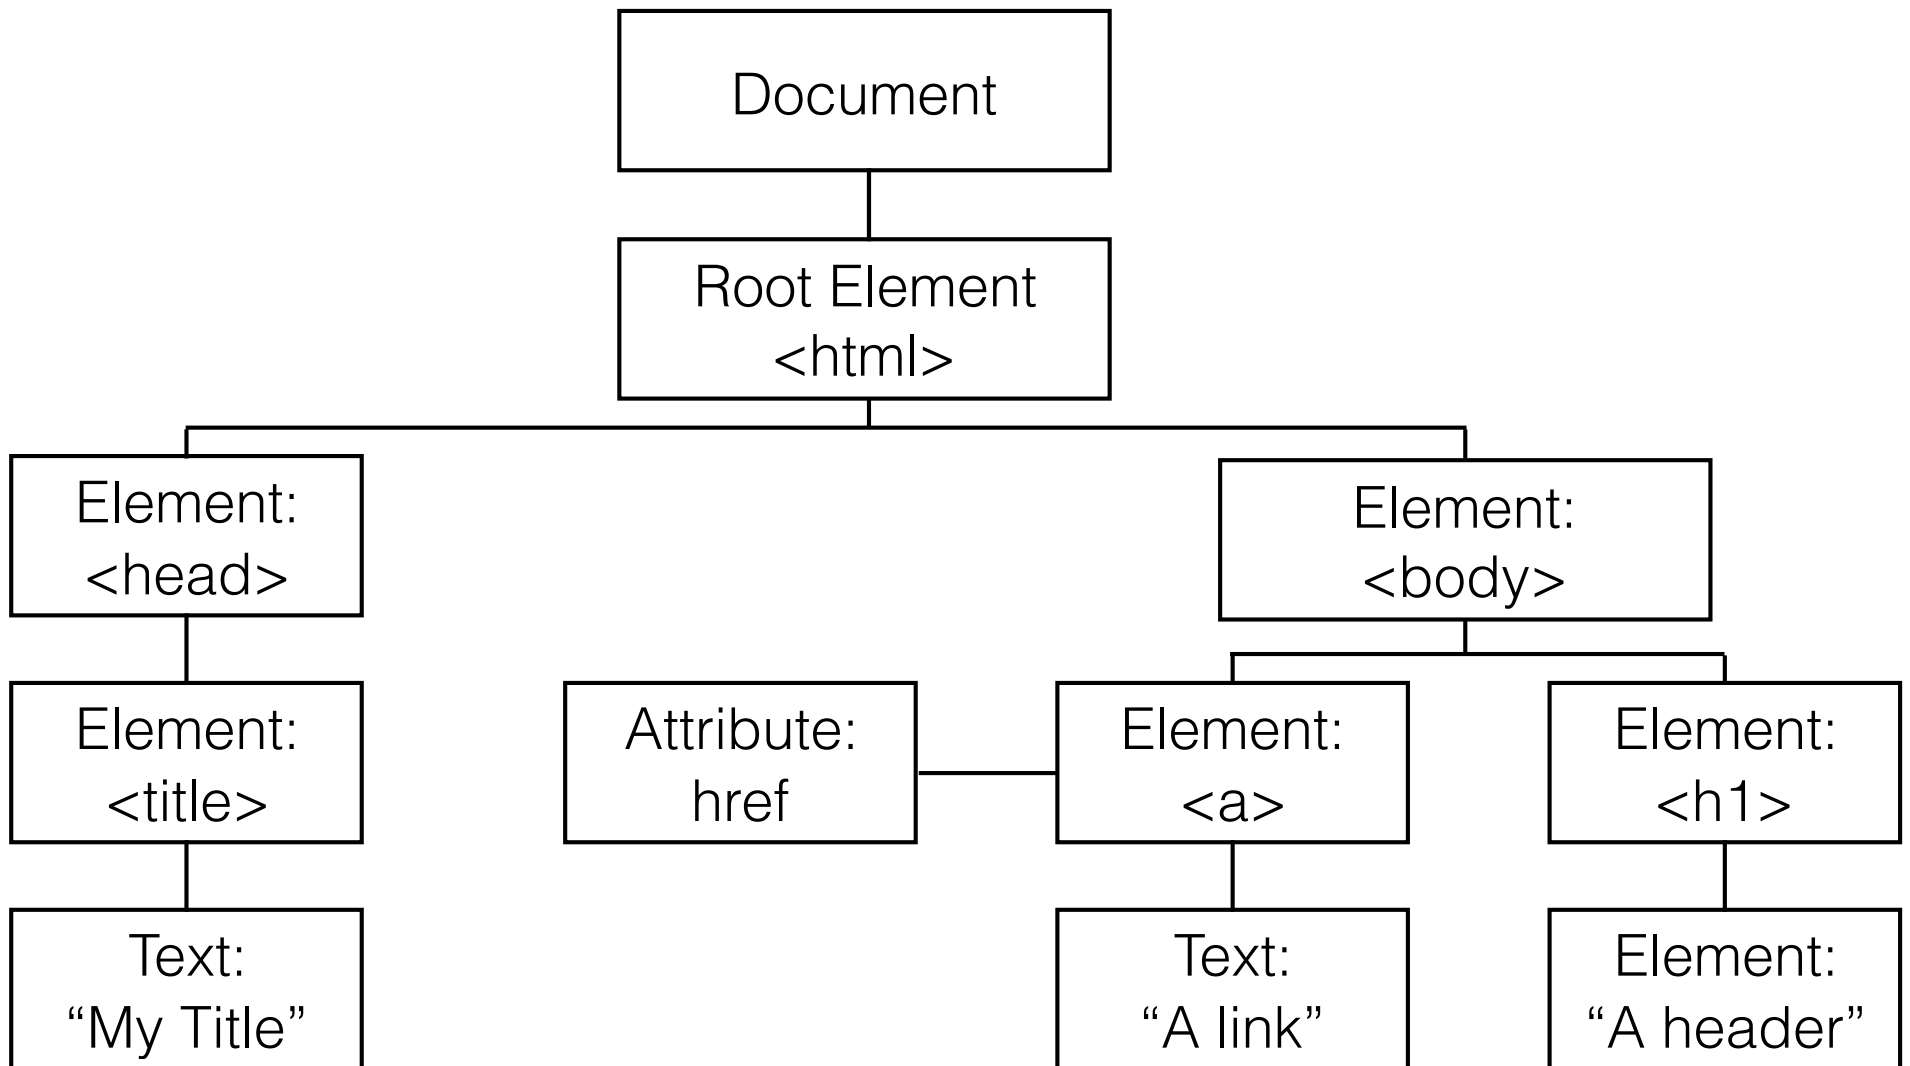 Document
Root Element
<html>
Element:
<head>
Element:
<body>
Element:
<title>
Attribute:
href
Element:
<a>
Element:
<h1>
Text:
“My Title”
Text:
“A link”
Element:
“A header”